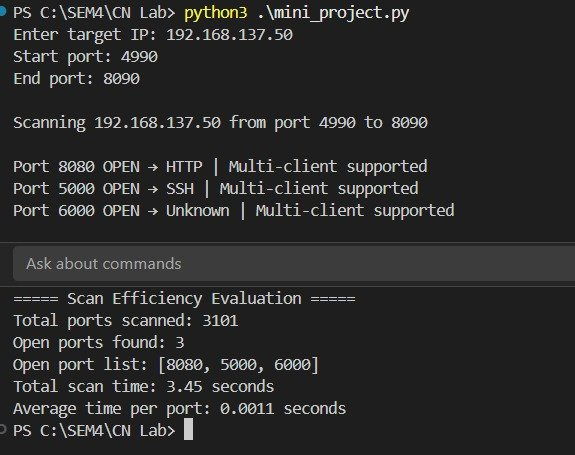 PS C:\SEM4\CN Lab> python3 .\mini_project.py
Enter target IP: 192.168.137.50
Start port: 4990
End port: 8090
Scanning 192.168.137.50 from port 4990 to 8090
Port 8080 OPEN → HTTP | Multi-client supported
Port 5000 OPEN → SSH | Multi-client supported
Port 6000 OPEN → Unknown | Multi-client supported
Ask about commands
===== Scan Efficiency Evaluation =====
Total ports scanned: 3101
Open ports found: 3
Open port list: [8080, 5000, 6000]
Total scan time: 3.45 seconds
Average time per port: 0.0011 seconds
PS C:\SEM4\CN Lab>